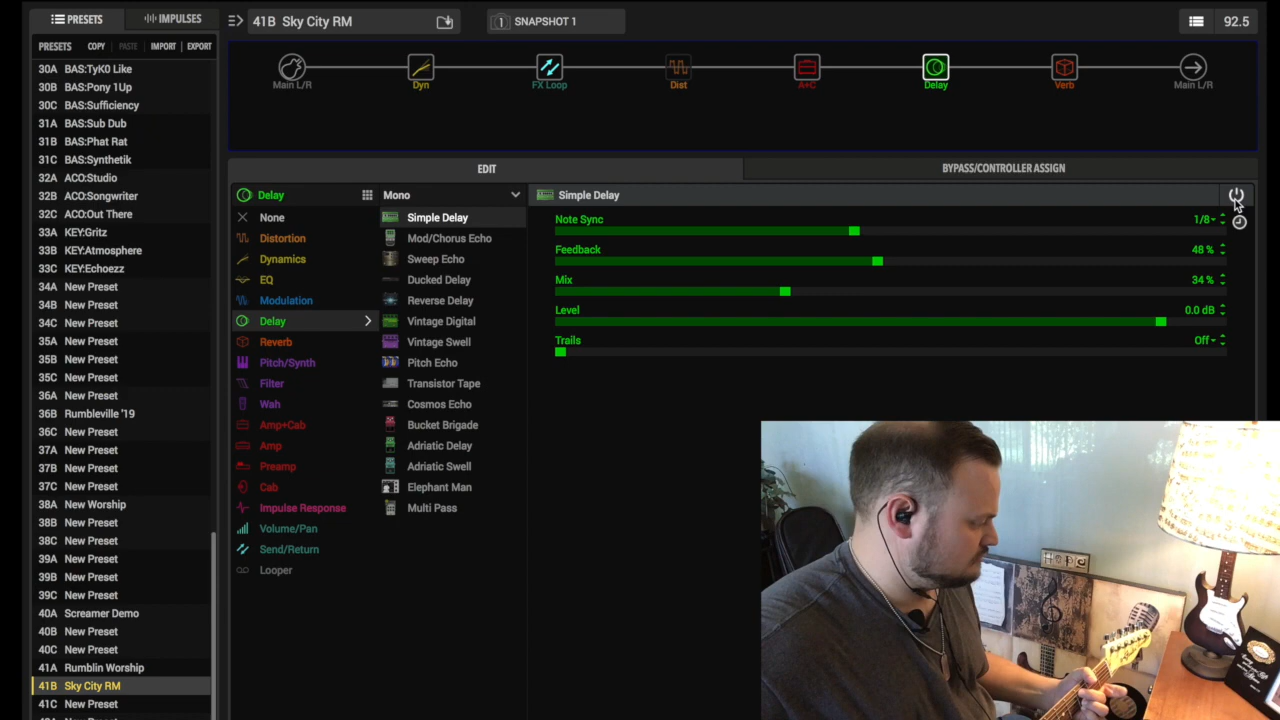 PRESETS
IMPULSES
41B Sky City RM
1 SNAPSHOT 1
92.5
PRESETS COPY PASTE IMPORT EXPORT
Main L/R
Dyn
FX Loop
Dist
A+C
Delay
Verb
Main L/R
30A BAS:TyK0 Like
30B BAS:Pony 1Up
30C BAS:Sufficiency
31A BAS:Sub Dub
31B BAS:Phat Rat
31C BAS:Synthetik
32A ACO:Studio
32B ACO:Songwriter
32C ACO:Out There
33A KEY:Gritz
33B KEY:Atmosphere
33C KEY:Echoezz
34A New Preset
34B New Preset
34C New Preset
35A New Preset
35B New Preset
35C New Preset
36A New Preset
36B Rumbleville '19
36C New Preset
37A New Preset
37B New Preset
37C New Preset
38A New Worship
38B New Preset
38C New Preset
39A New Preset
39B New Preset
39C New Preset
40A Screamer Demo
40B New Preset
40C New Preset
41A Rumblin Worship
41B Sky City RM
41C New Preset
EDIT
BYPASS/CONTROLLER ASSIGN
Delay
None
Distortion
Dynamics
EQ
Modulation
Delay
Reverb
Pitch/Synth
Filter
Wah
Amp+Cab
Amp
Preamp
Cab
Impulse Response
Volume/Pan
Send/Return
Looper
Mono
Simple Delay
Mod/Chorus Echo
Sweep Echo
Ducked Delay
Reverse Delay
Vintage Digital
Vintage Swell
Pitch Echo
Transistor Tape
Cosmos Echo
Bucket Brigade
Adriatic Delay
Adriatic Swell
Elephant Man
Multi Pass
Simple Delay
Note Sync 1/8
Feedback 48 %
Mix 34 %
Level 0.0 dB
Trails Off
HOPE